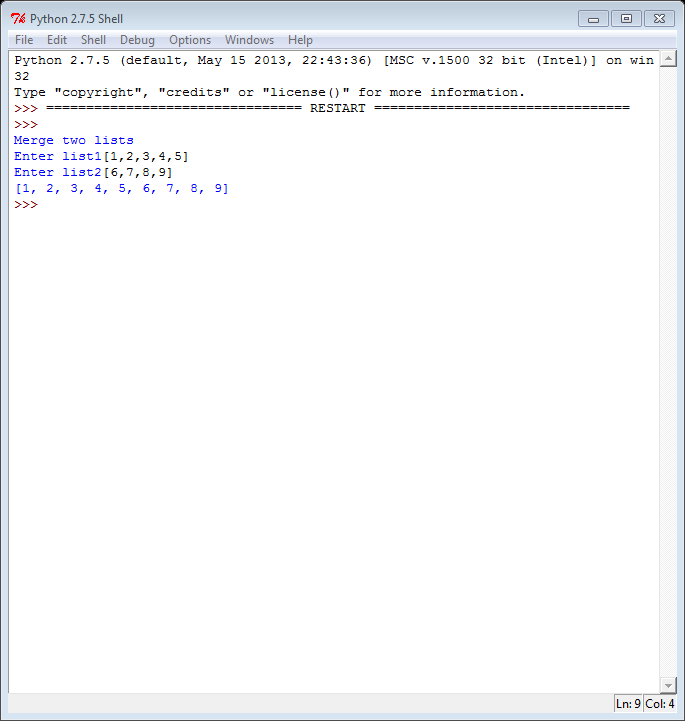 Python 2.7.5 Shell
File Edit Shell Debug Options Windows Help
Python 2.7.5 (default, May 15 2013, 22:43:36) [MSC v.1500 32 bit (Intel)] on win
32
Type "copyright", "credits" or "license()" for more information.
>>> ================================ RESTART ================================
>>>
Merge two lists
Enter list1[1,2,3,4,5]
Enter list2[6,7,8,9]
[1, 2, 3, 4, 5, 6, 7, 8, 9]
>>>
Ln: 9 Col: 4